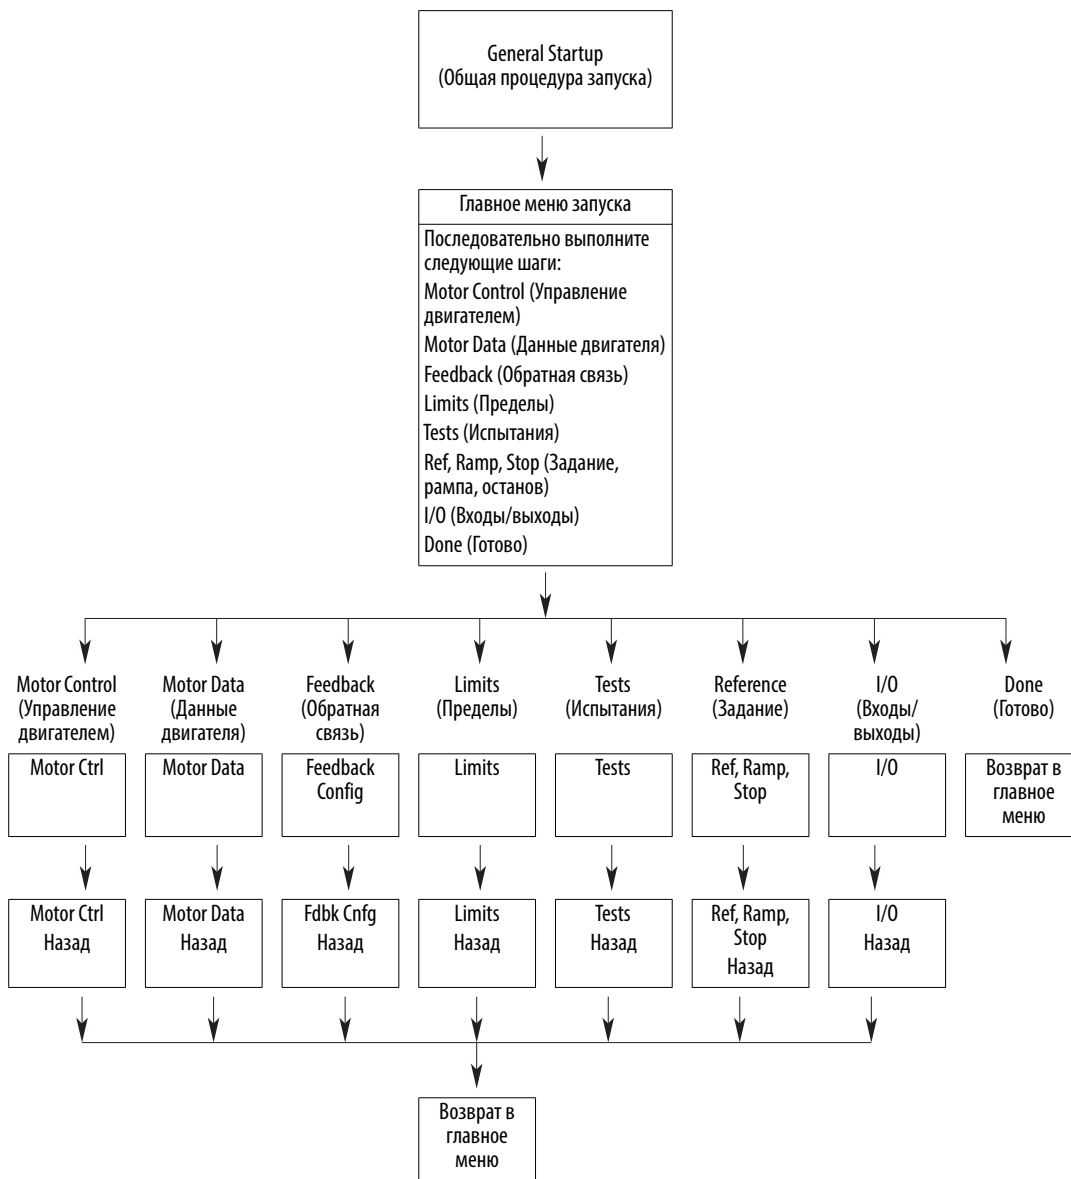 General Startup
(Общая процедура запуска)
Главное меню запуска
Последовательно выполните
следующие шаги:
Motor Control (Управление
двигателем)
Motor Data (Данные двигателя)
Feedback (Обратная связь)
Limits (Пределы)
Tests (Испытания)
Ref, Ramp, Stop (Задание,
рампа, останов)
I/O (Входы/выходы)
Done (Готово)
Motor Control
(Управление
двигателем)
Motor Data
(Данные
двигателя)
Feedback
(Обратная
связь)
Limits
(Пределы)
Tests
(Испытания)
Reference
(Задание)
I/O
(Входы/
выходы)
Done
(Готово)
Motor Ctrl
Motor Data
Feedback
Config
Limits
Tests
Ref, Ramp,
Stop
I/O
Возврат в
главное
меню
Motor Ctrl
Назад
Motor Data
Назад
Fdbk Cnfg
Назад
Limits
Назад
Tests
Назад
Ref, Ramp,
Stop
Назад
I/O
Назад
Возврат в
главное
меню